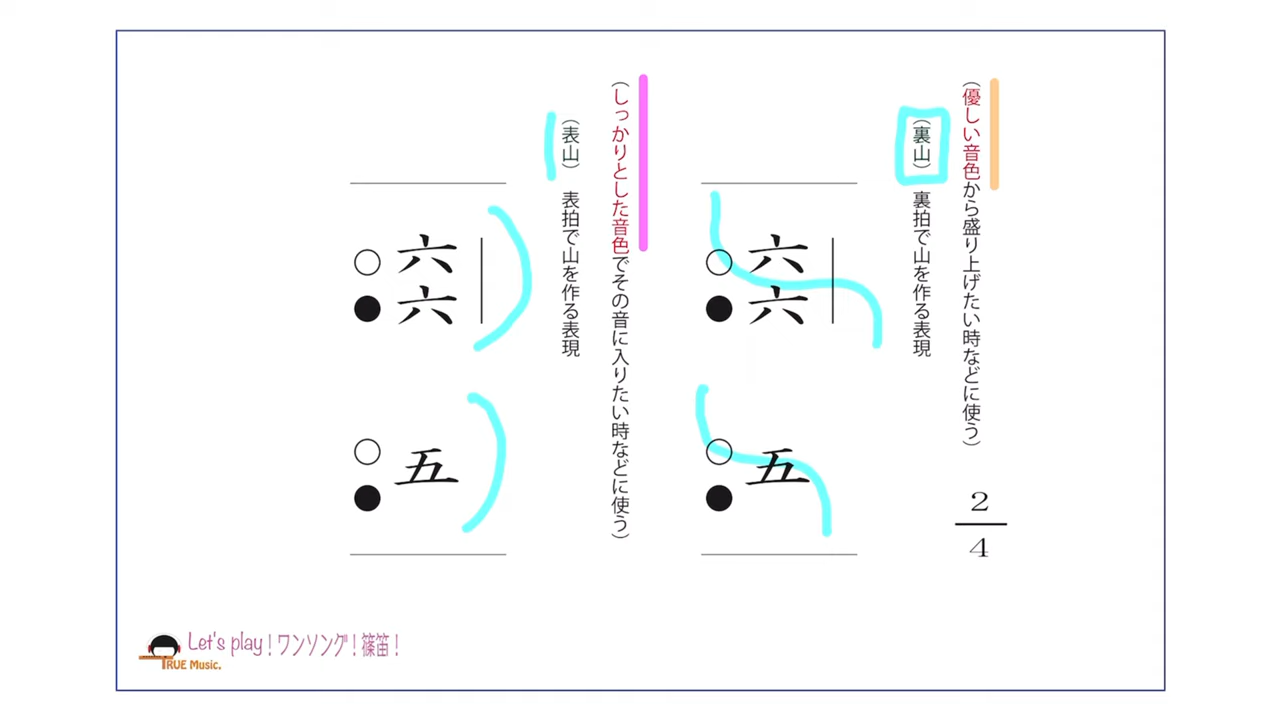 (優しい音色から盛り上げたい時などに使う)
(裏山) 裏拍で山を作る表現
2
4
六
六
五
(しっかりとした音色でその音に入りたい時などに使う)
(表山) 表拍で山を作る表現
六
六
五
Let's play!ワンソング!篠笛!
TRUE Music.